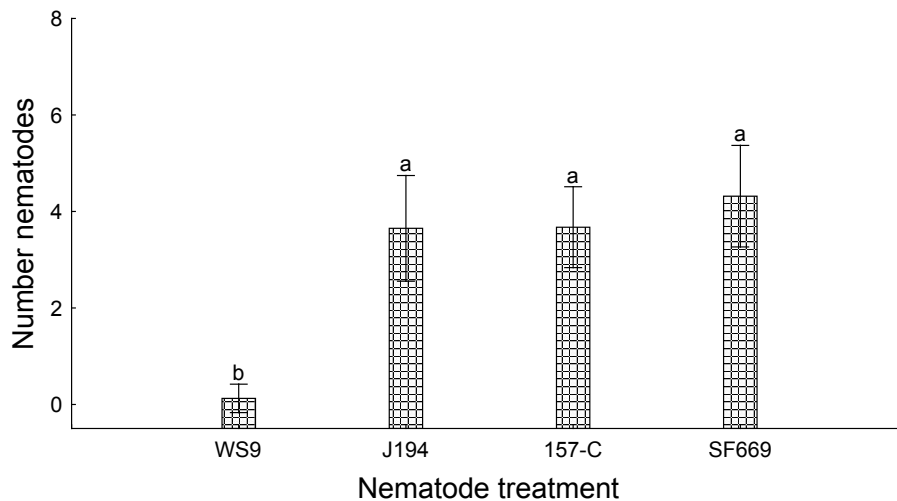 8
6
4
2
0
Number nematodes
b
a
a
a
WS9
J194
157-C
SF669
Nematode treatment